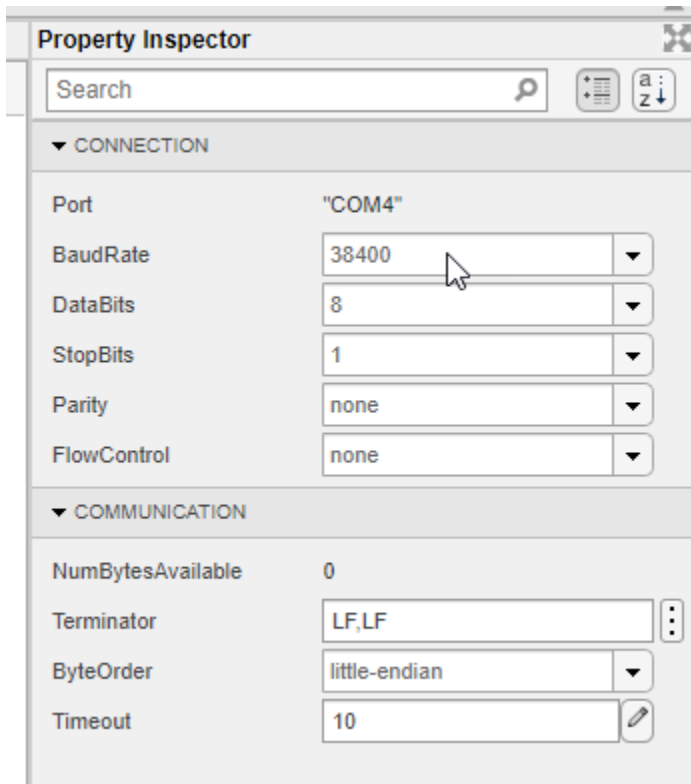 Property Inspector
Search
a
z
CONNECTION
Port "COM4"
BaudRate 38400
DataBits 8
StopBits 1
Parity none
FlowControl none
COMMUNICATION
NumBytesAvailable 0
Terminator LF,LF
ByteOrder little-endian
Timeout 10